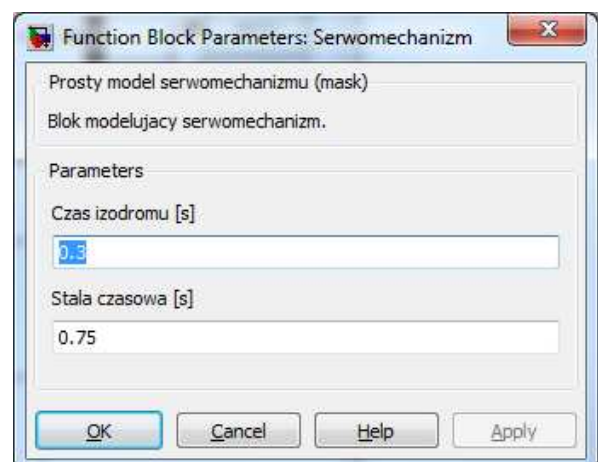 Function Block Parameters: Serwomechanizm
Prosty model serwomechanizmu (mask)
Blok modelujacy serwomechanizm.
Parameters
Czas izodromu [s]
0.3
Stala czasowa [s]
0.75
OK Cancel Help Apply